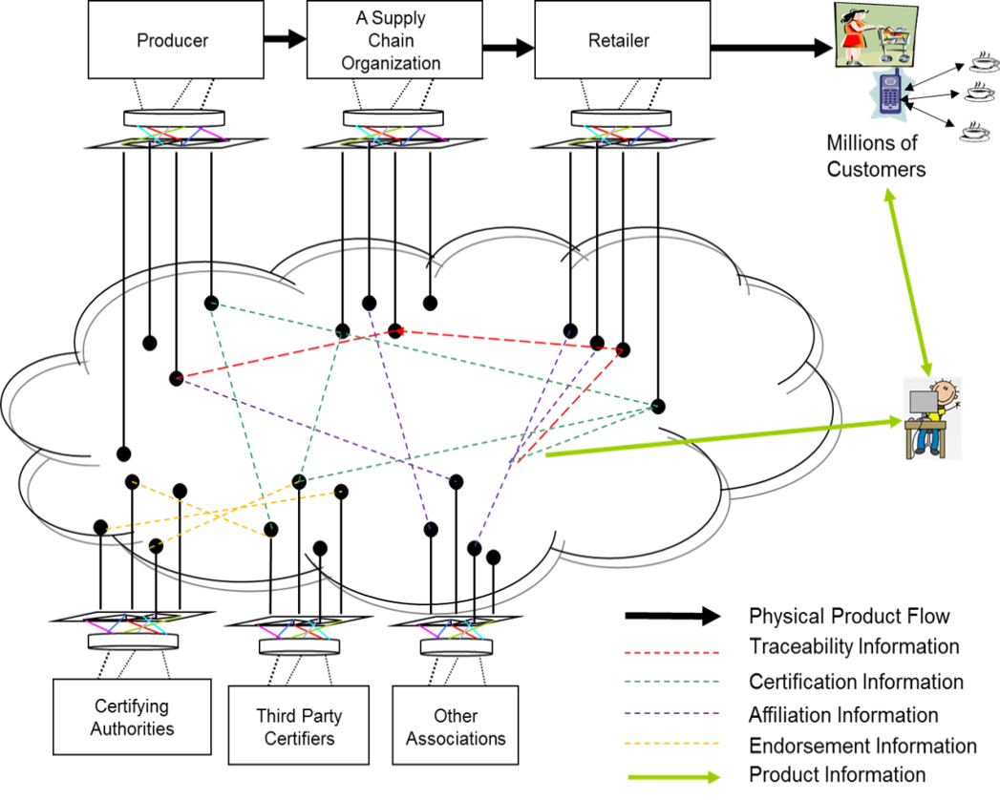 Producer
A Supply
Chain
Organization
Retailer
Millions of
Customers
Certifying
Authorities
Third Party
Certifiers
Other
Associations
Physical Product Flow
Traceability Information
Certification Information
Affiliation Information
Endorsement Information
Product Information